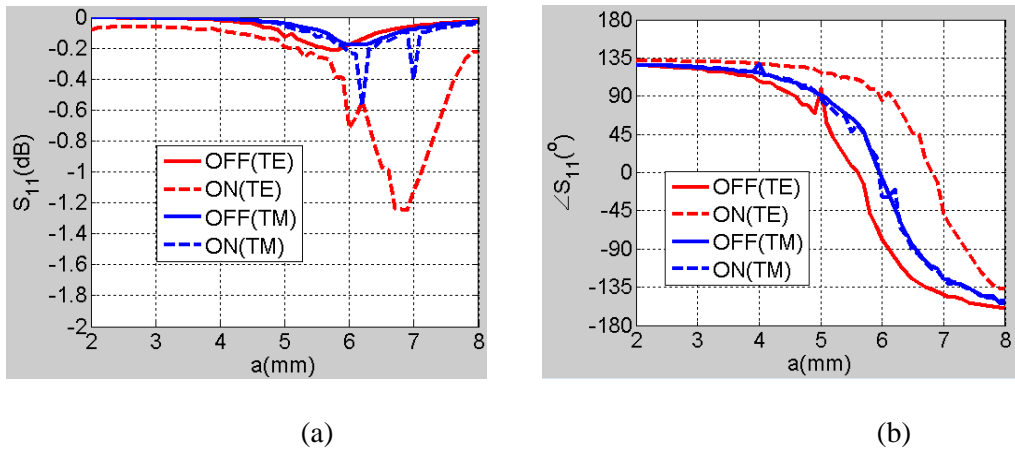 0
-0.2
-0.4
-0.6
-0.8
-1
-1.2
-1.4
-1.6
-1.8
-2
S11(dB)
OFF(TE)
ON(TE)
OFF(TM)
ON(TM)
2 3 4 5 6 7 8
a(mm)
(a)
180
135
90
45
0
-45
-90
-135
-180
∠S11(o)
OFF(TE)
ON(TE)
OFF(TM)
ON(TM)
2 3 4 5 6 7 8
a(mm)
(b)